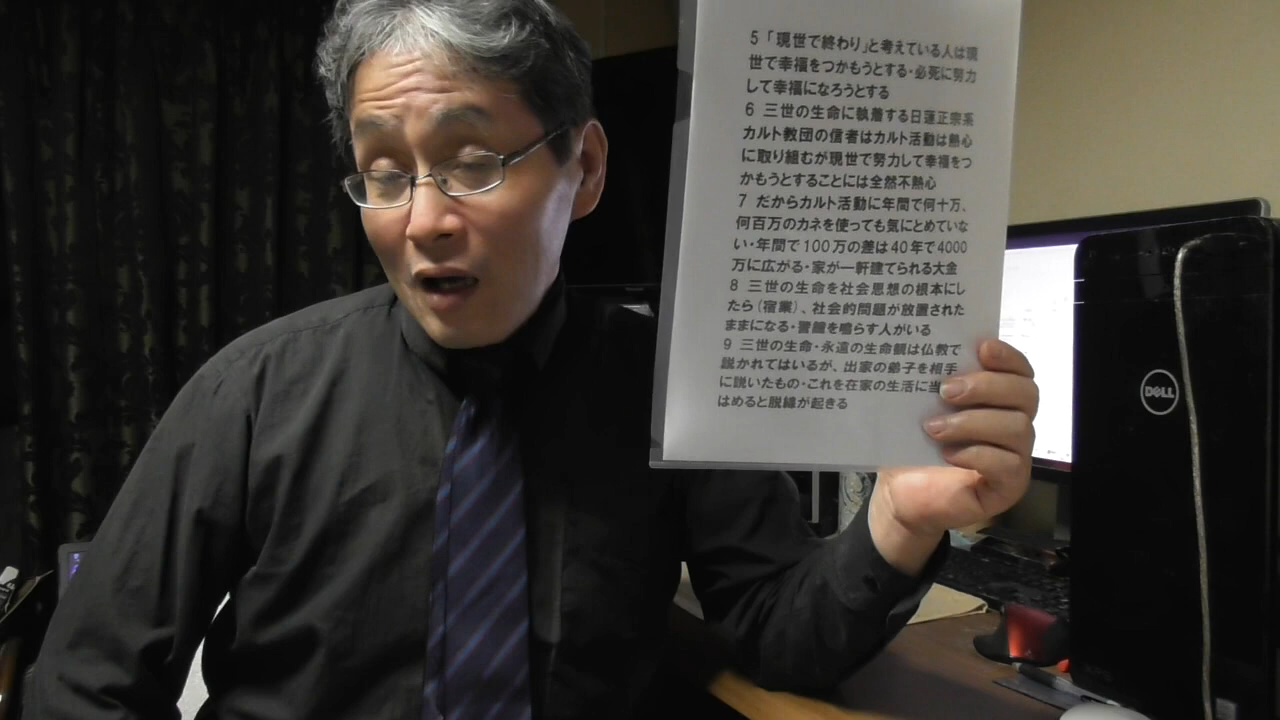 5 「現世で終わり」と考えている人は現
世で幸福をつかもうとする・必死に努力
して幸福になろうとする
6 三世の生命に執着する日蓮正宗系
カルト教団の信者はカルト活動は熱心
に取り組むが現世で努力して幸福をつ
かもうとすることには全然不熱心
7 だからカルト活動に年間で何十万、
何百万のカネを使っても気にとめていな
い・年間で100万の差は40年で4000
万に広がる・家が一軒建てられる大金
8 三世の生命を社会思想の根本にし
たら(宿業)、社会的問題が放置された
ままになる・警鐘を鳴らす人がいる
9 三世の生命・永遠の生命観は仏教で
説かれてはいるが、出家の弟子を相手
に説いたもの・これを在家の生活に当
はめると脱線が起きる
DELL